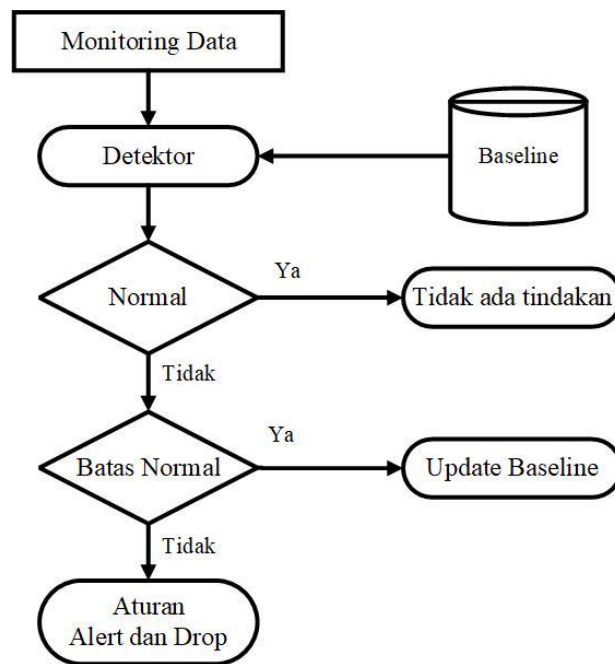 Monitoring Data
Detektor
Baseline
Normal
Ya
Tidak ada tindakan
Tidak
Batas Normal
Ya
Update Baseline
Tidak
Aturan
Alert dan Drop